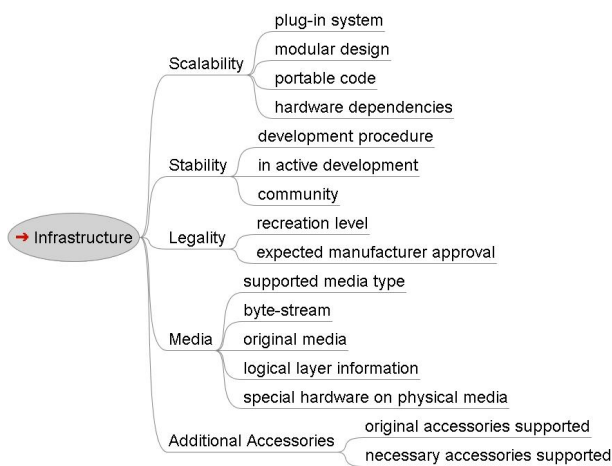 Infrastructure
Scalability
plug-in system
modular design
portable code
hardware dependencies
Stability
development procedure
in active development
community
Legality
recreation level
expected manufacturer approval
Media
supported media type
byte-stream
original media
logical layer information
special hardware on physical media
Additional Accessories
original accessories supported
necessary accessories supported